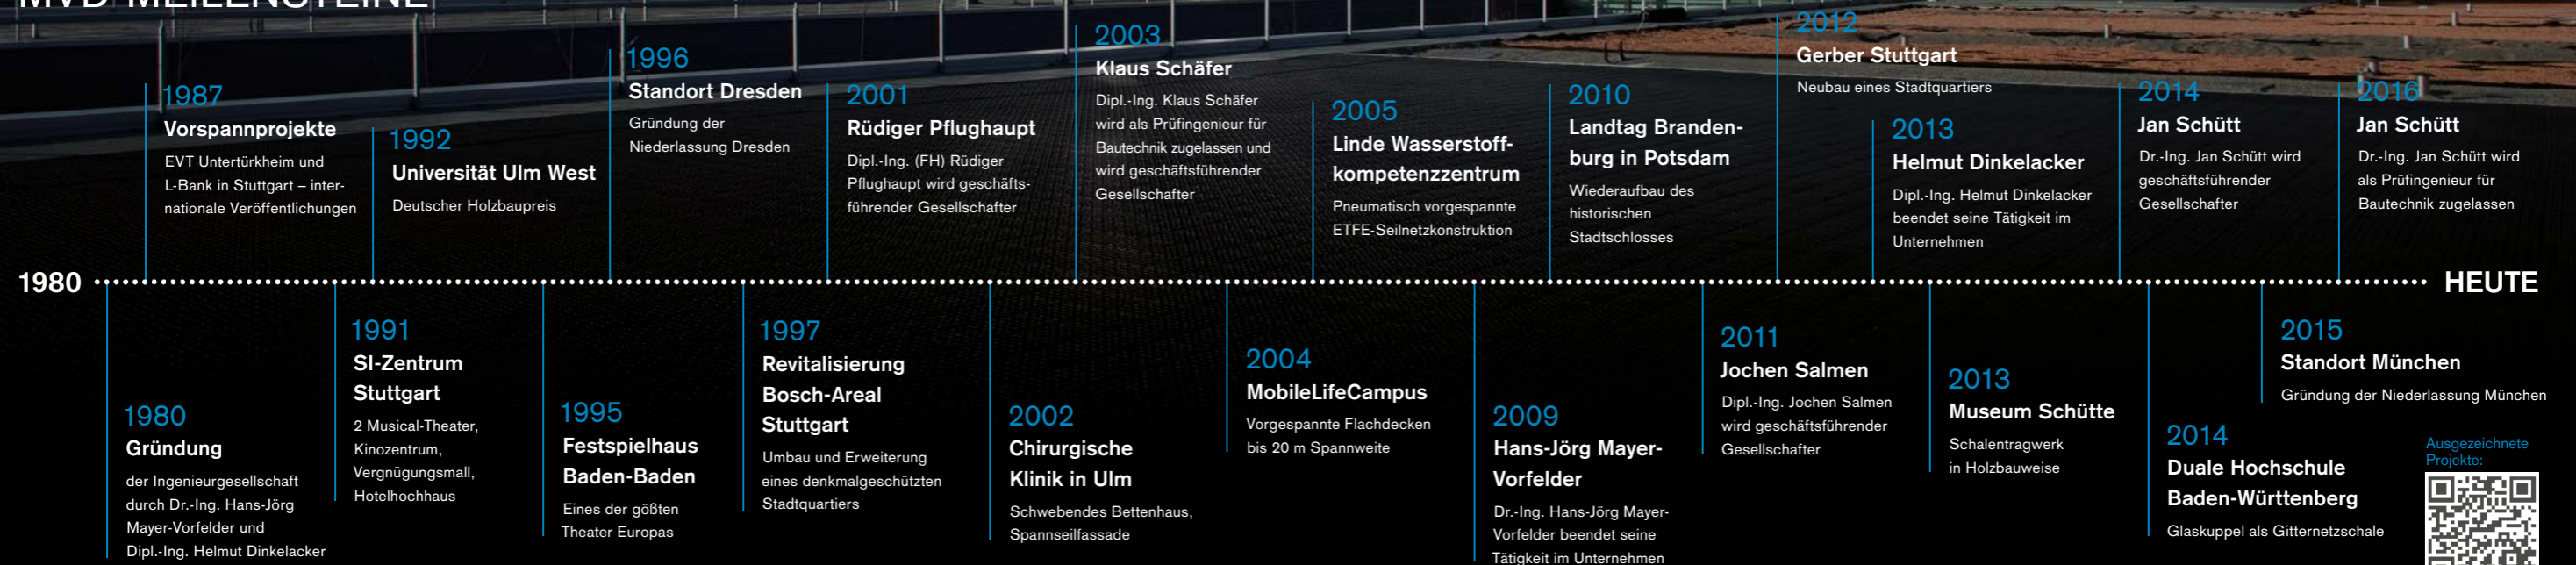 MVD-MEILENSTEINE
1987
Vorspannprojekte
EVT Untertürkheim und
L-Bank in Stuttgart – inter-
nationale Veröffentlichungen
1992
Universität Ulm West
Deutscher Holzbaupreis
1996
Standort Dresden
Gründung der
Niederlassung Dresden
2001
Rüdiger Pflughaupt
Dipl.-Ing. (FH) Rüdiger
Pflughaupt wird geschäfts-
führender Gesellschafter
2003
Klaus Schäfer
Dipl.-Ing. Klaus Schäfer
wird als Prüfingenieur für
Bautechnik zugelassen und
wird geschäftsführender
Gesellschafter
2005
Linde Wasserstoff-
kompetenzzentrum
Pneumatisch vorgespannte
ETFE-Seilnetzkonstruktion
2010
Landtag Branden-
burg in Potsdam
Wiederaufbau des
historischen
Stadtschlosses
2012
Gerber Stuttgart
Neubau eines Stadtquartiers
2013
Helmut Dinkelacker
Dipl.-Ing. Helmut Dinkelacker
beendet seine Tätigkeit im
Unternehmen
2014
Jan Schütt
Dr.-Ing. Jan Schütt wird
geschäftsführender
Gesellschafter
2016
Jan Schütt
Dr.-Ing. Jan Schütt wird
als Prüfingenieur für
Bautechnik zugelassen
1980
HEUTE
1980
Gründung
der Ingenieurgesellschaft
durch Dr.-Ing. Hans-Jörg
Mayer-Vorfelder und
Dipl.-Ing. Helmut Dinkelacker
1991
SI-Zentrum
Stuttgart
2 Musical-Theater,
Kinozentrum,
Vergnügungsmall,
Hotelhochhaus
1995
Festspielhaus
Baden-Baden
Eines der gößten
Theater Europas
1997
Revitalisierung
Bosch-Areal
Stuttgart
Umbau und Erweiterung
eines denkmalgeschützten
Stadtquartiers
2002
Chirurgische
Klinik in Ulm
Schwebendes Bettenhaus,
Spannseilfassade
2004
MobileLifeCampus
Vorgespannte Flachdecken
bis 20 m Spannweite
2009
Hans-Jörg Mayer-
Vorfelder
Dr.-Ing. Hans-Jörg Mayer-
Vorfelder beendet seine
Tätigkeit im Unternehmen
2011
Jochen Salmen
Dipl.-Ing. Jochen Salmen
wird geschäftsführender
Gesellschafter
2013
Museum Schütte
Schalentragwerk
in Holzbauweise
2014
Duale Hochschule
Baden-Württenberg
Glaskuppel als Gitternetzschale
2015
Standort München
Gründung der Niederlassung München
Ausgezeichnete
Projekte: